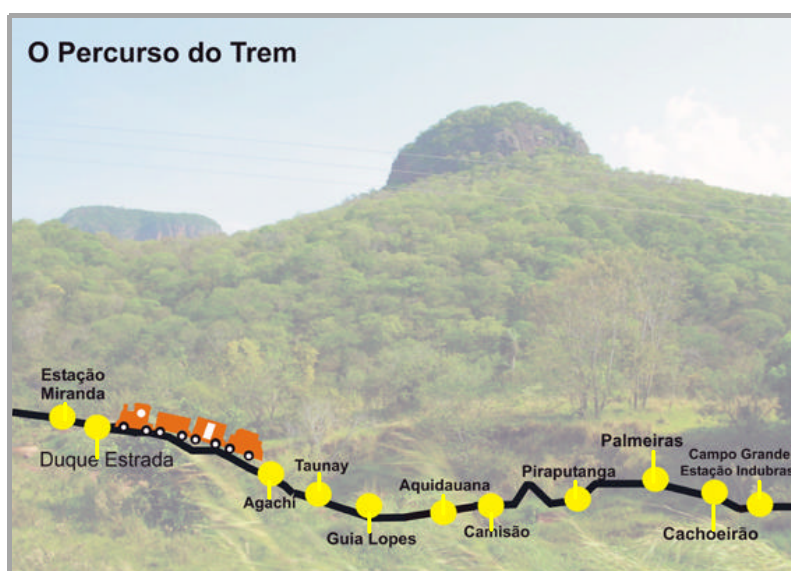 O Percurso do Trem
Estação
Miranda
Duque Estrada
Agachi
Taunay
Guia Lopes
Aquidauana
Camisão
Piraputanga
Palmeiras
Cachoeirão
Campo Grande
Estação Indubras